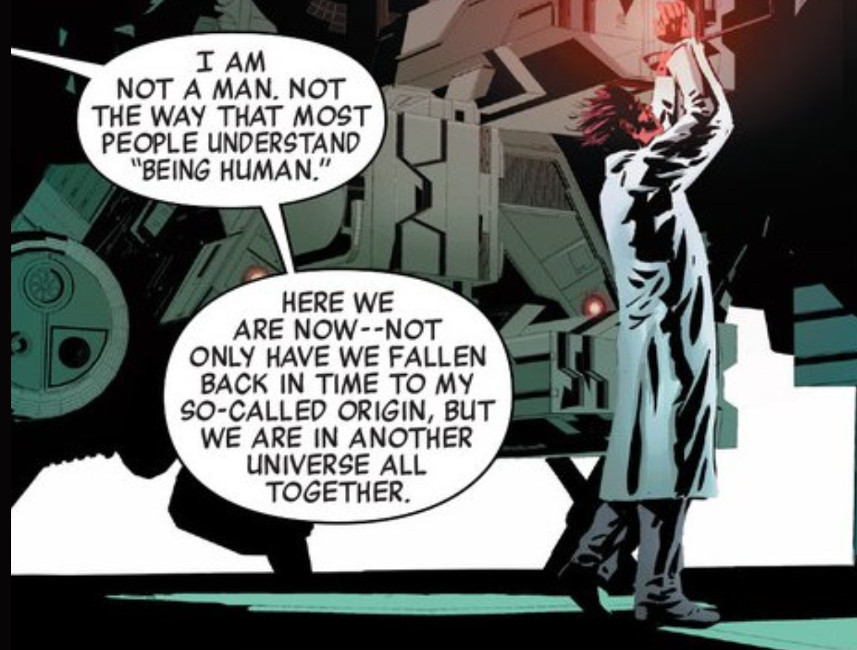 I AM
NOT A MAN. NOT
THE WAY THAT MOST
PEOPLE UNDERSTAND
"BEING HUMAN."
HERE WE
ARE NOW--NOT
ONLY HAVE WE FALLEN
BACK IN TIME TO MY
SO-CALLED ORIGIN, BUT
WE ARE IN ANOTHER
UNIVERSE ALL
TOGETHER.